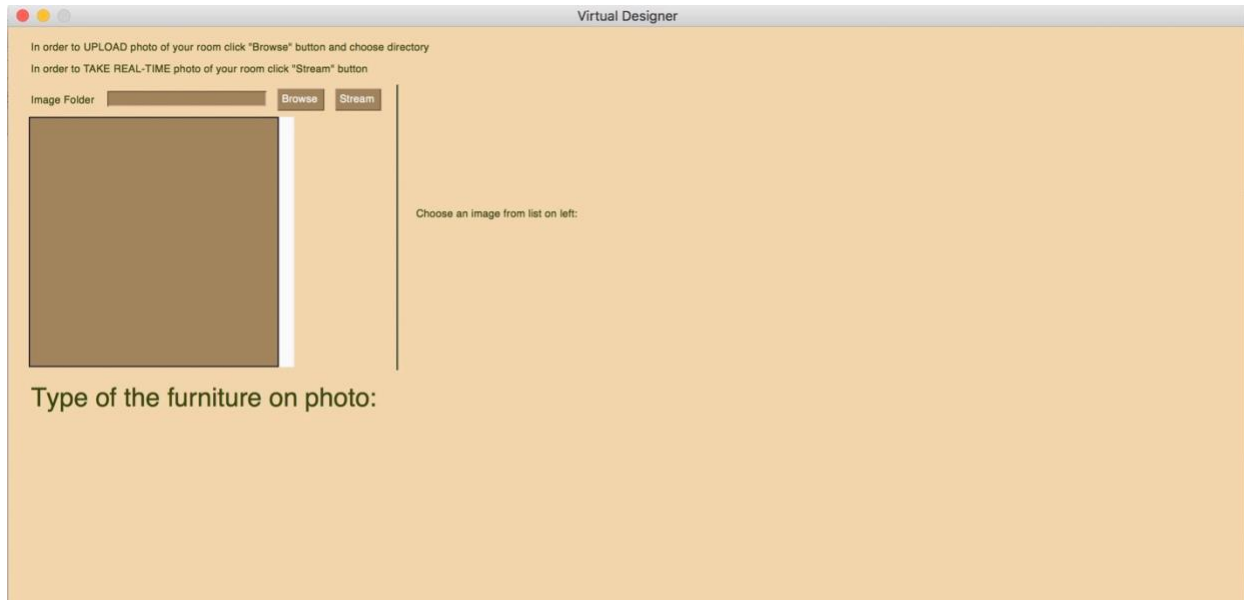 Virtual Designer
In order to UPLOAD photo of your room click "Browse" button and choose directory
In order to TAKE REAL-TIME photo of your room click "Stream" button
Image Folder Browse Stream
Choose an image from list on left:
Type of the furniture on photo: